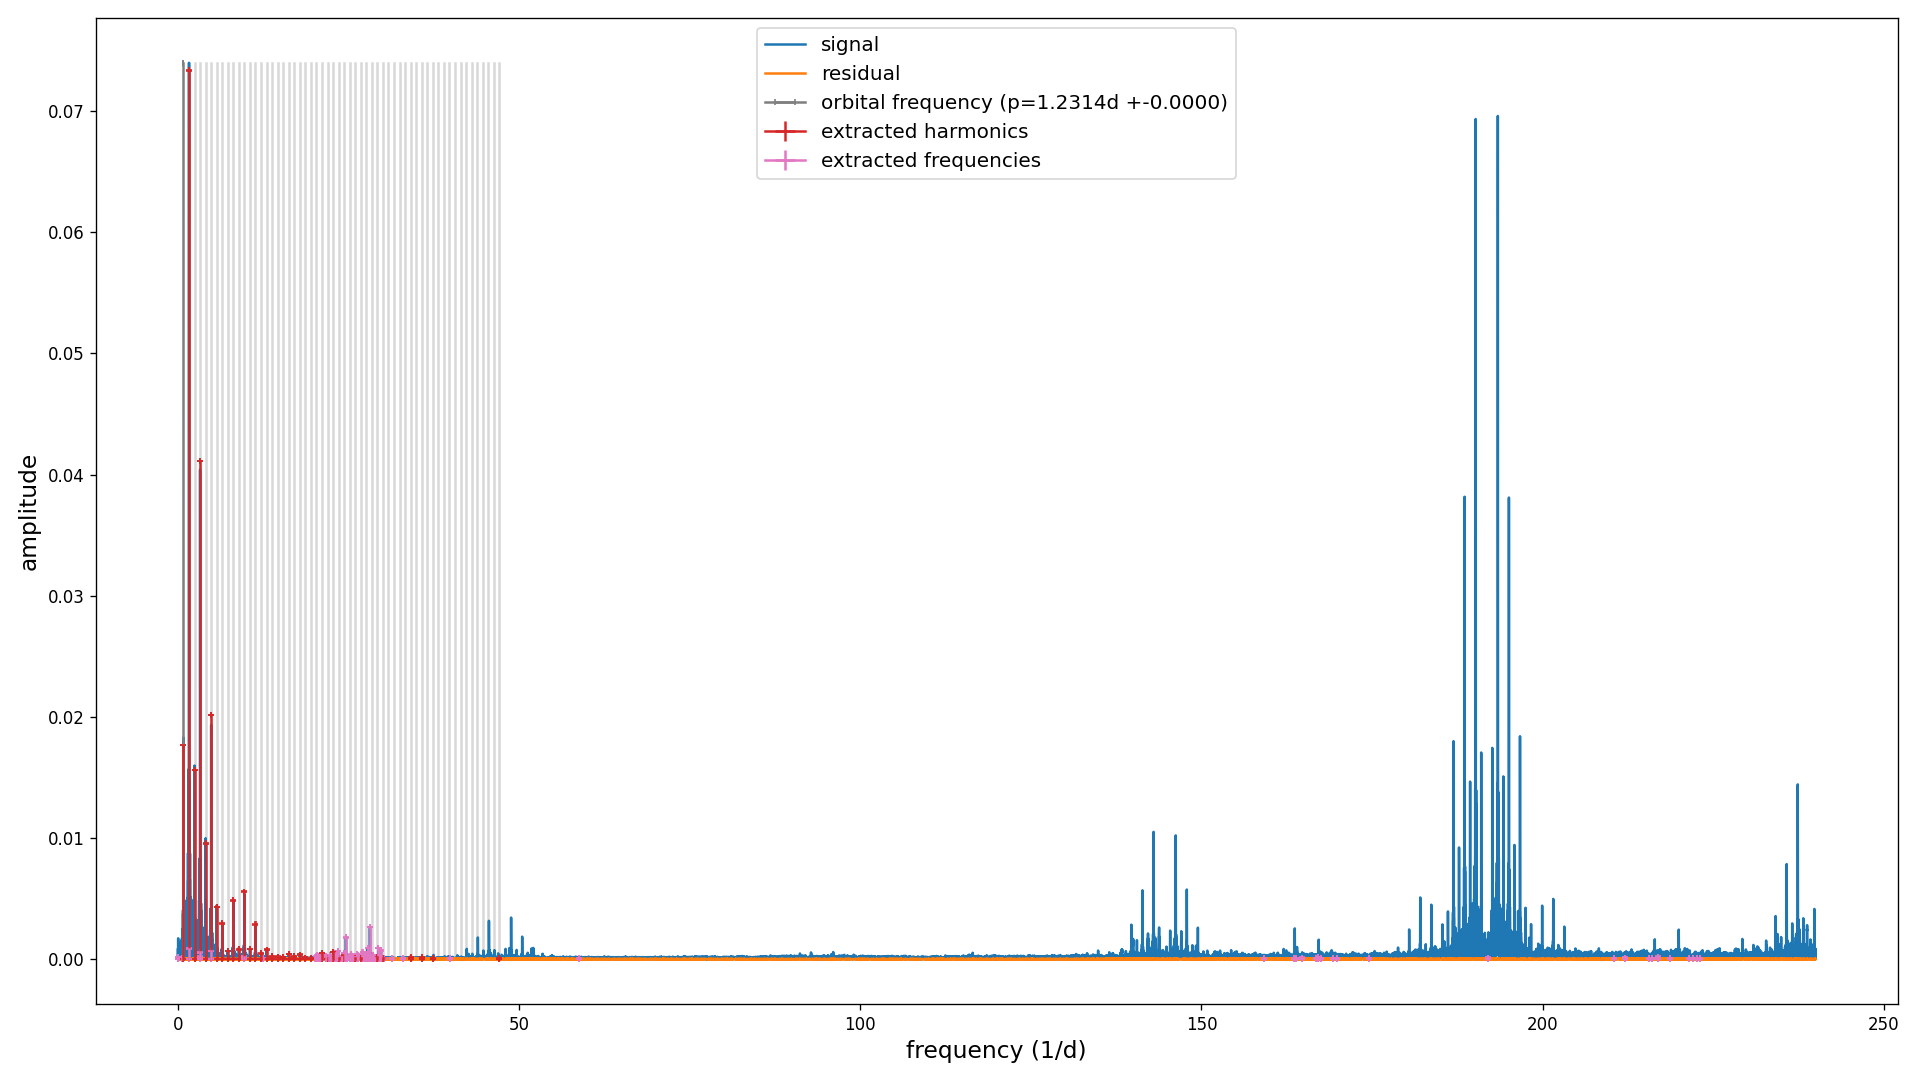 signal
residual
orbital frequency (p=1.2314d +-0.0000)
extracted harmonics
extracted frequencies
amplitude
0.07
0.06
0.05
0.04
0.03
0.02
0.01
0.00
0 50 100 150 200 250
frequency (1/d)